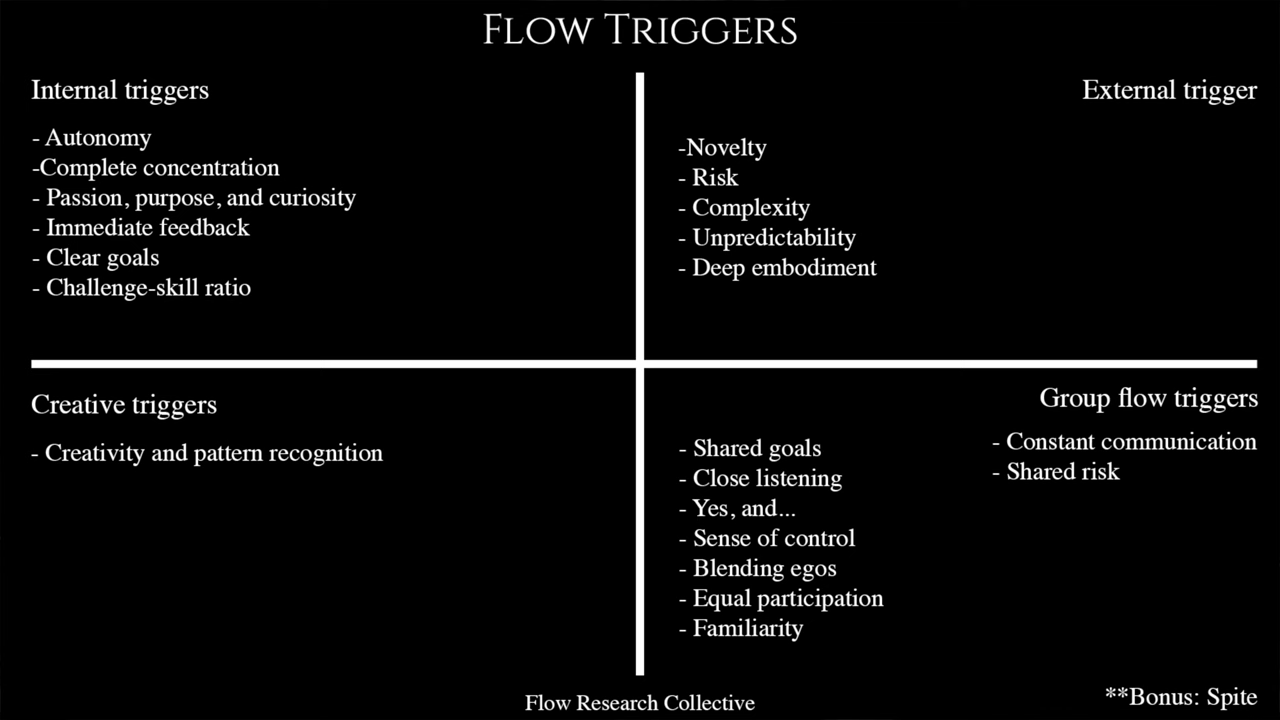 Flow Triggers
Internal triggers
- Autonomy
-Complete concentration
- Passion, purpose, and curiosity
- Immediate feedback
- Clear goals
- Challenge-skill ratio
External trigger
-Novelty
- Risk
- Complexity
- Unpredictability
- Deep embodiment
Creative triggers
- Creativity and pattern recognition
Group flow triggers
- Shared goals
- Close listening
- Yes, and...
- Sense of control
- Blending egos
- Equal participation
- Familiarity
- Constant communication
- Shared risk
Flow Research Collective
**Bonus: Spite